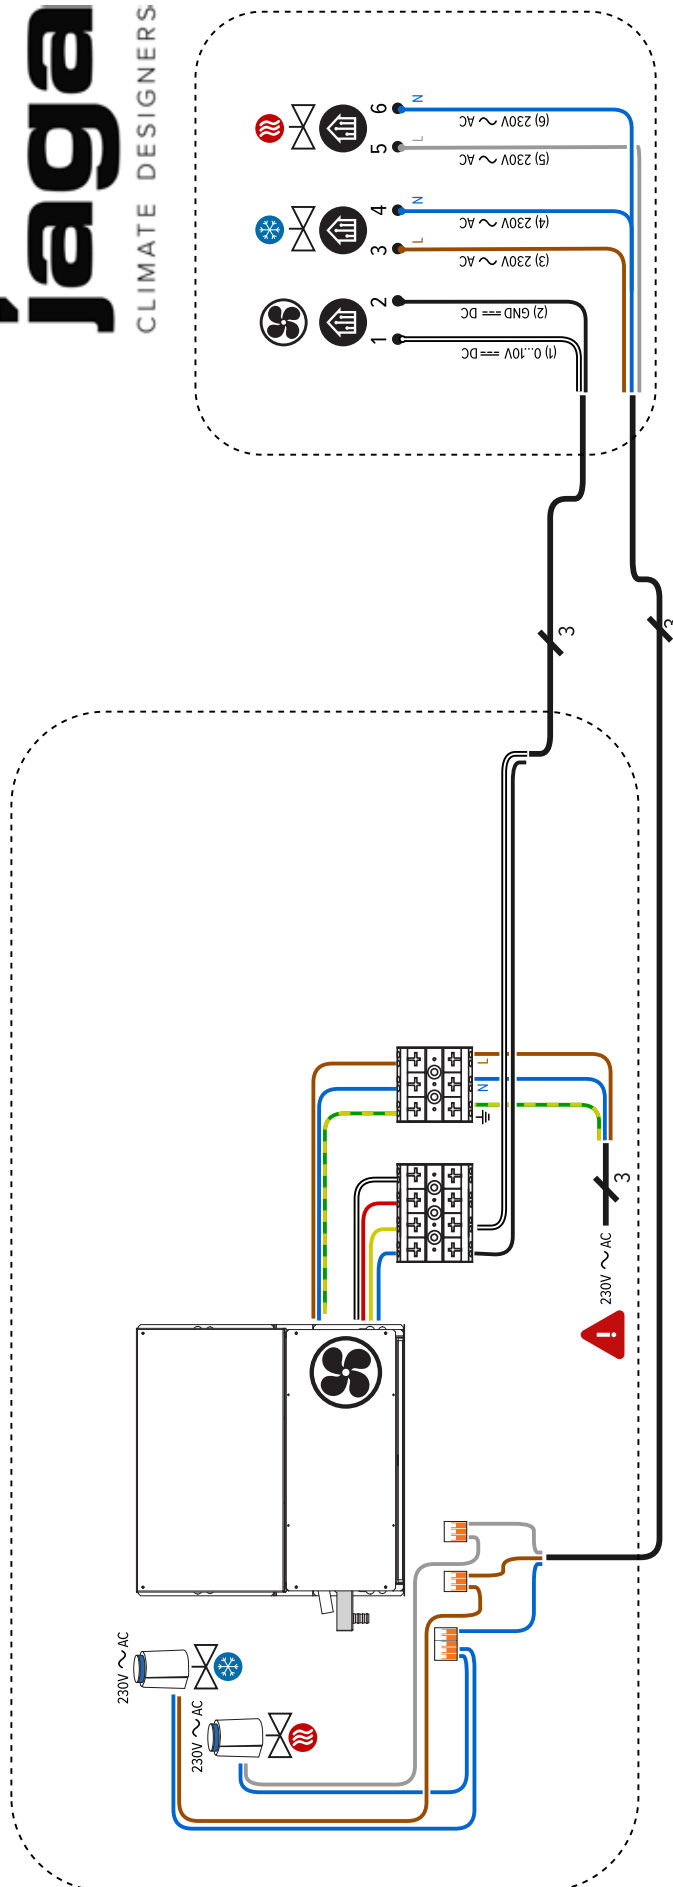 jaga
CLIMATE DESIGNERS
6
N
(6) 230V ~ AC
5
L
(5) 230V ~ AC
4
N
(4) 230V ~ AC
3
L
(3) 230V ~ AC
2
(2) GND ⎓ DC
1
(1) 0...10V ⎓ DC
3
3
L
N
3
230V ~ AC
!
230V ~ AC
230V ~ AC